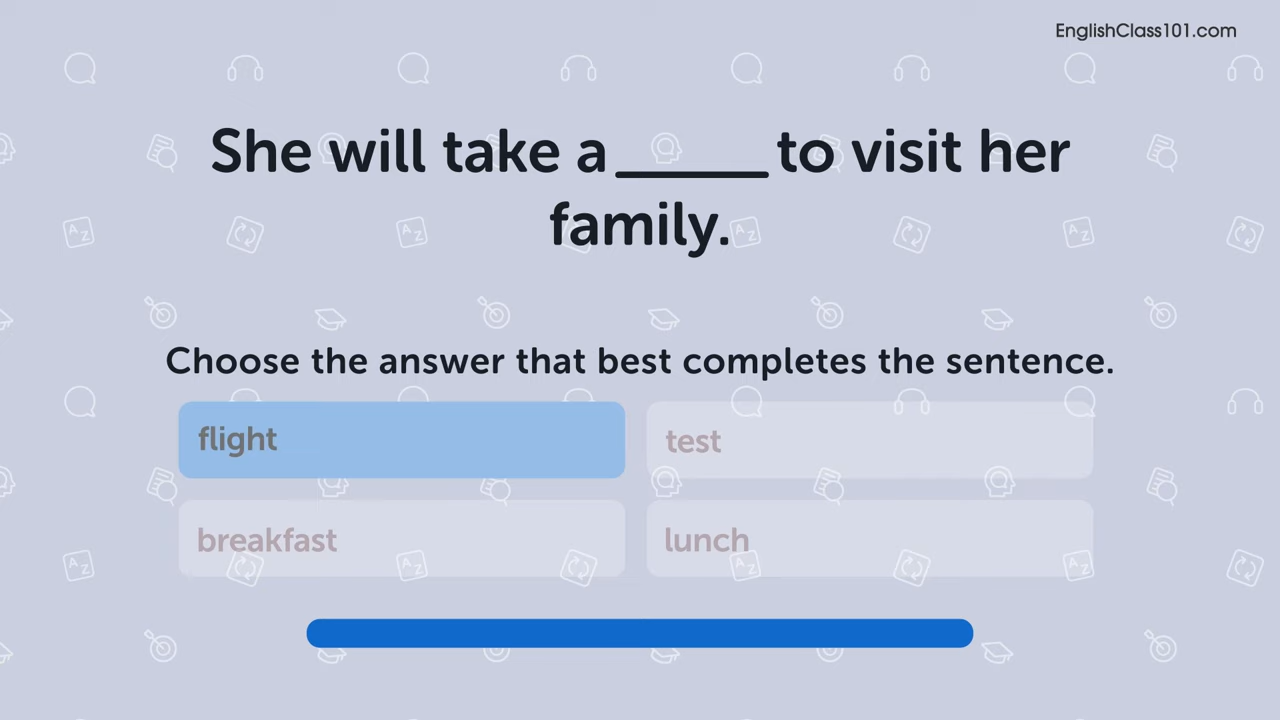 EnglishClass101.com
She will take a _____ to visit her
family.
Choose the answer that best completes the sentence.
flight
test
breakfast
lunch